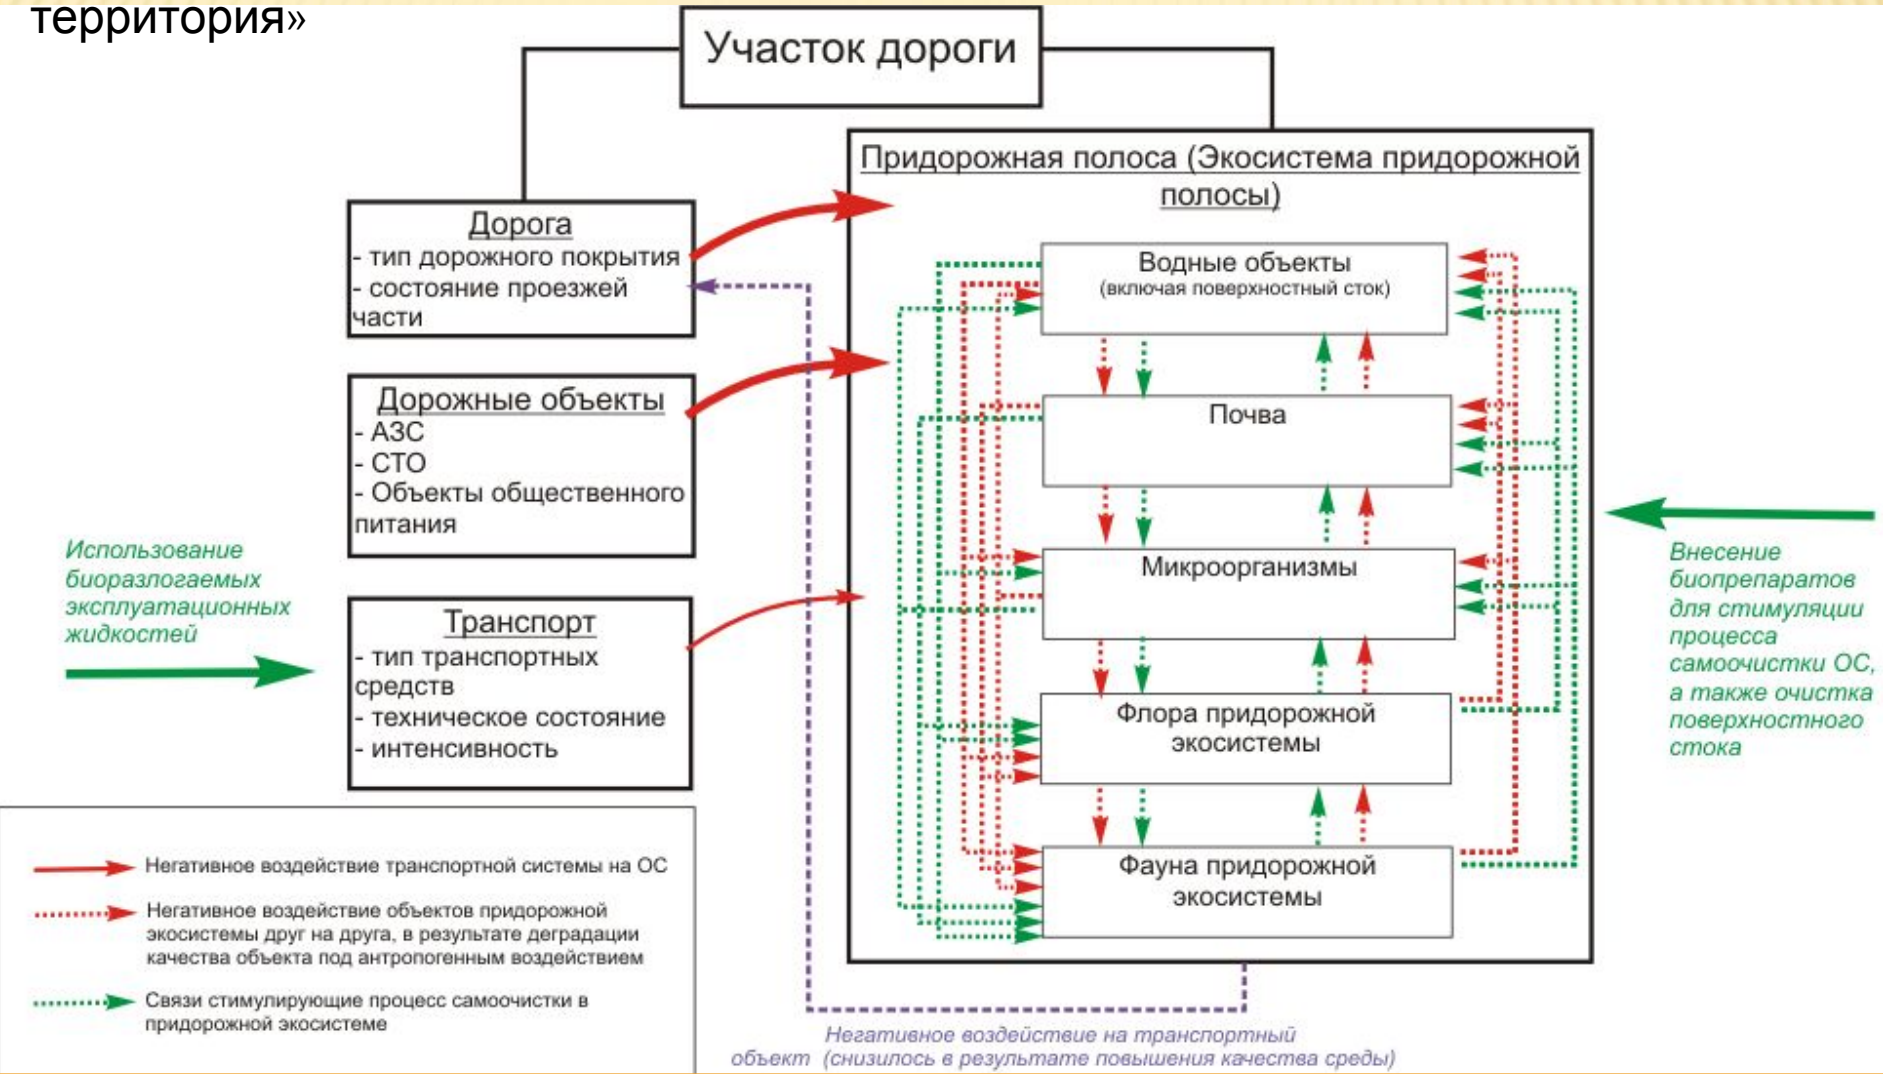 территория»
Участок дороги
Придорожная полоса (Экосистема придорожной
полосы)
Дорога
- тип дорожного покрытия
- состояние проезжей
части
Дорожные объекты
- АЗС
- СТО
- Объекты общественного
питания
Использование
биоразлогаемых
эксплуатационных
жидкостей
Транспорт
- тип транспортных
средств
- техническое состояние
- интенсивность
Водные объекты
(включая поверхностный сток)
Почва
Микроорганизмы
Флора придорожной
экосистемы
Фауна придорожной
экосистемы
Внесение
биопрепаратов
для стимуляции
процесса
самоочистки ОС,
а также очистка
поверхностного
стока
Негативное воздействие транспортной системы на ОС
Негативное воздействие объектов придорожной
экосистемы друг на друга, в результате деградации
качества объекта под антропогенным воздействием
Связи стимулирующие процесс самоочистки в
придорожной экосистеме
Негативное воздействие на транспортный
объект (снизилось в результате повышения качества среды)